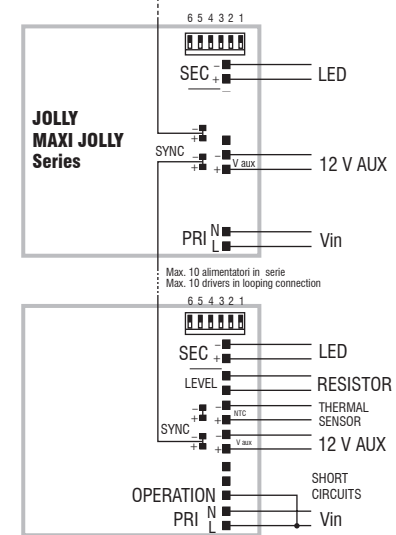 6 5 4 3 2 1
SEC - +
LED
JOLLY
MAXI JOLLY
Series
- +
SYNC
- +
- +
V aux
12 V AUX
PRI N L
Vin
Max. 10 alimentatori in serie
Max. 10 drivers in looping connection
6 5 4 3 2 1
SEC - +
LED
LEVEL
RESISTOR
- +
- +
NTC
THERMAL
SENSOR
SYNC
- +
- +
V aux
12 V AUX
SHORT
CIRCUITS
OPERATION
PRI N L
Vin